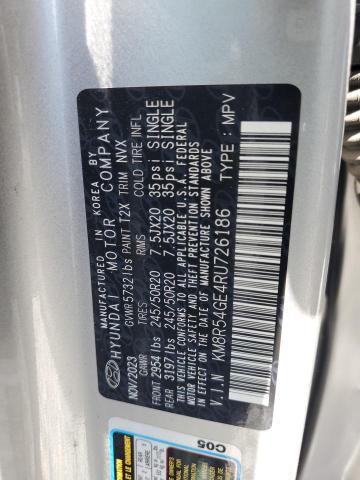 MANUFACTURED IN KOREA BY
HYUNDAI MOTOR COMPANY
NOV/2023 GVWR 5732 lbs PAINT T2X TRIM NVX
GAWR TIRES RIMS COLD TIRE INFL
FRONT 2954 lbs 245/50R20 7.5JX20 35psi SINGLE
REAR 3197 lbs 245/50R20 7.5JX20 35 psi SINGLE
THIS VEHICLE CONFORMS TO ALL APPLICABLE U.S.A. FEDERAL
MOTOR VEHICLE SAFETY AND THEFT PREVENTION STANDARDS
IN EFFECT ON THE DATE OF MANUFACTURE SHOWN ABOVE
V.I.N : KM8R54GE4RU726186 TYPE : MPV
C05